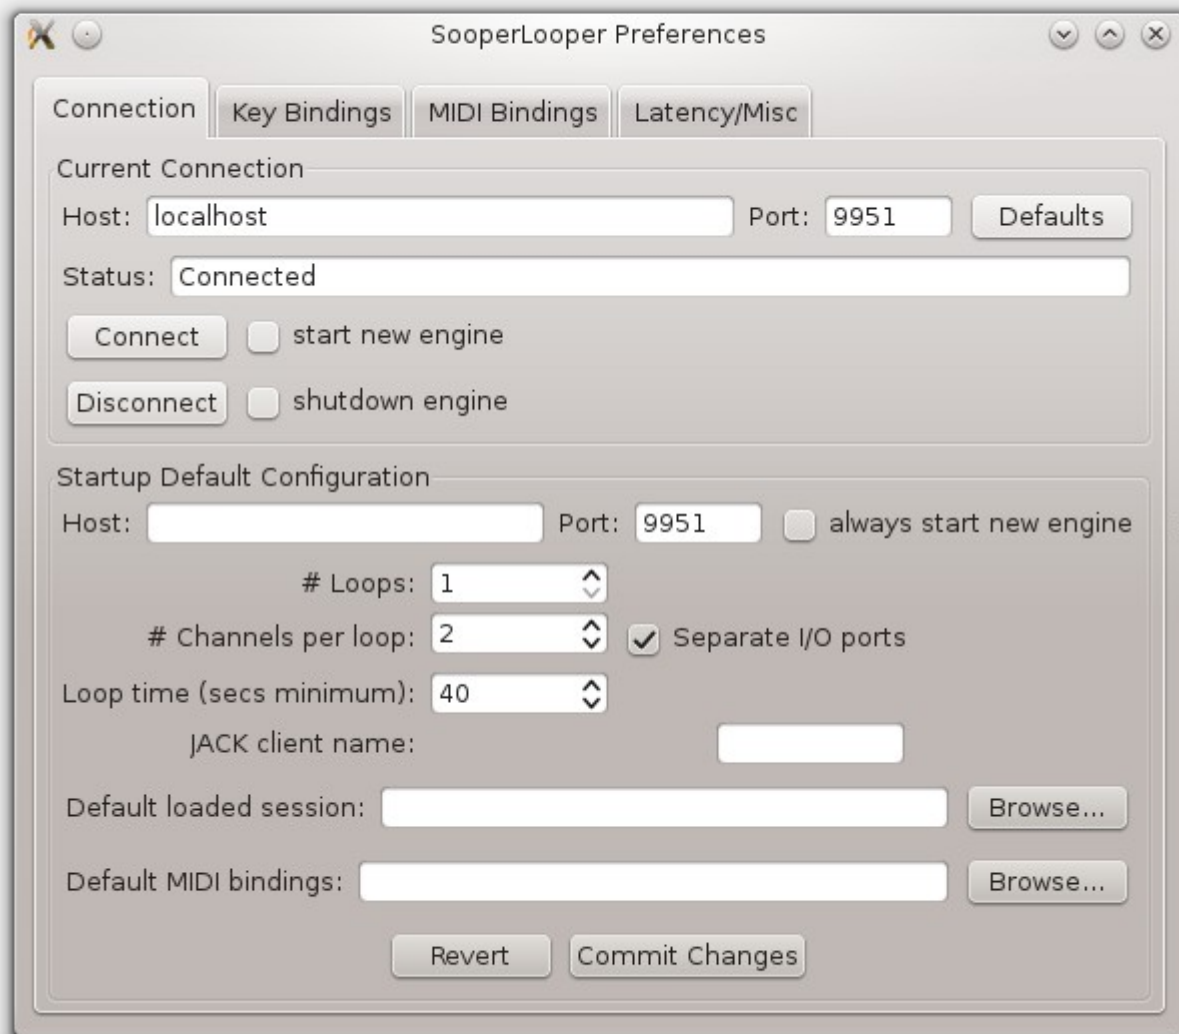 SooperLooper Preferences
Connection Key Bindings MIDI Bindings Latency/Misc
Current Connection
Host: localhost Port: 9951 Defaults
Status: Connected
Connect start new engine
Disconnect shutdown engine
Startup Default Configuration
Host: Port: 9951 always start new engine
# Loops: 1
# Channels per loop: 2 Separate I/O ports
Loop time (secs minimum): 40
JACK client name:
Default loaded session: Browse...
Default MIDI bindings: Browse...
Revert Commit Changes